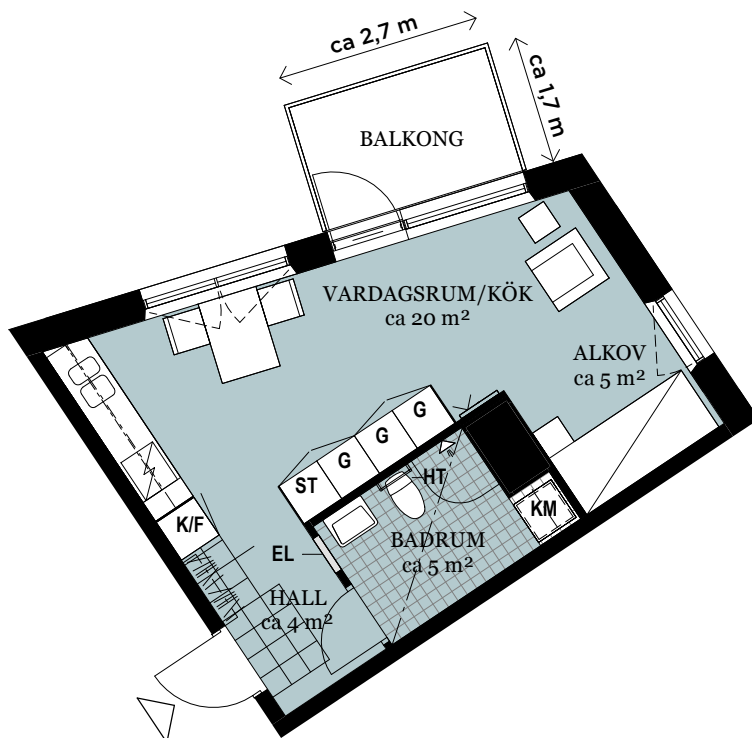 ca 2,7 m
ca 1,7 m
BALKONG
VARDAGSRUM/KÖK
ca 20 m²
ALKOV
ca 5 m²
G
G
G
ST
HT
K/F
KM
EL
BADRUM
ca 5 m²
HALL
ca 4 m²